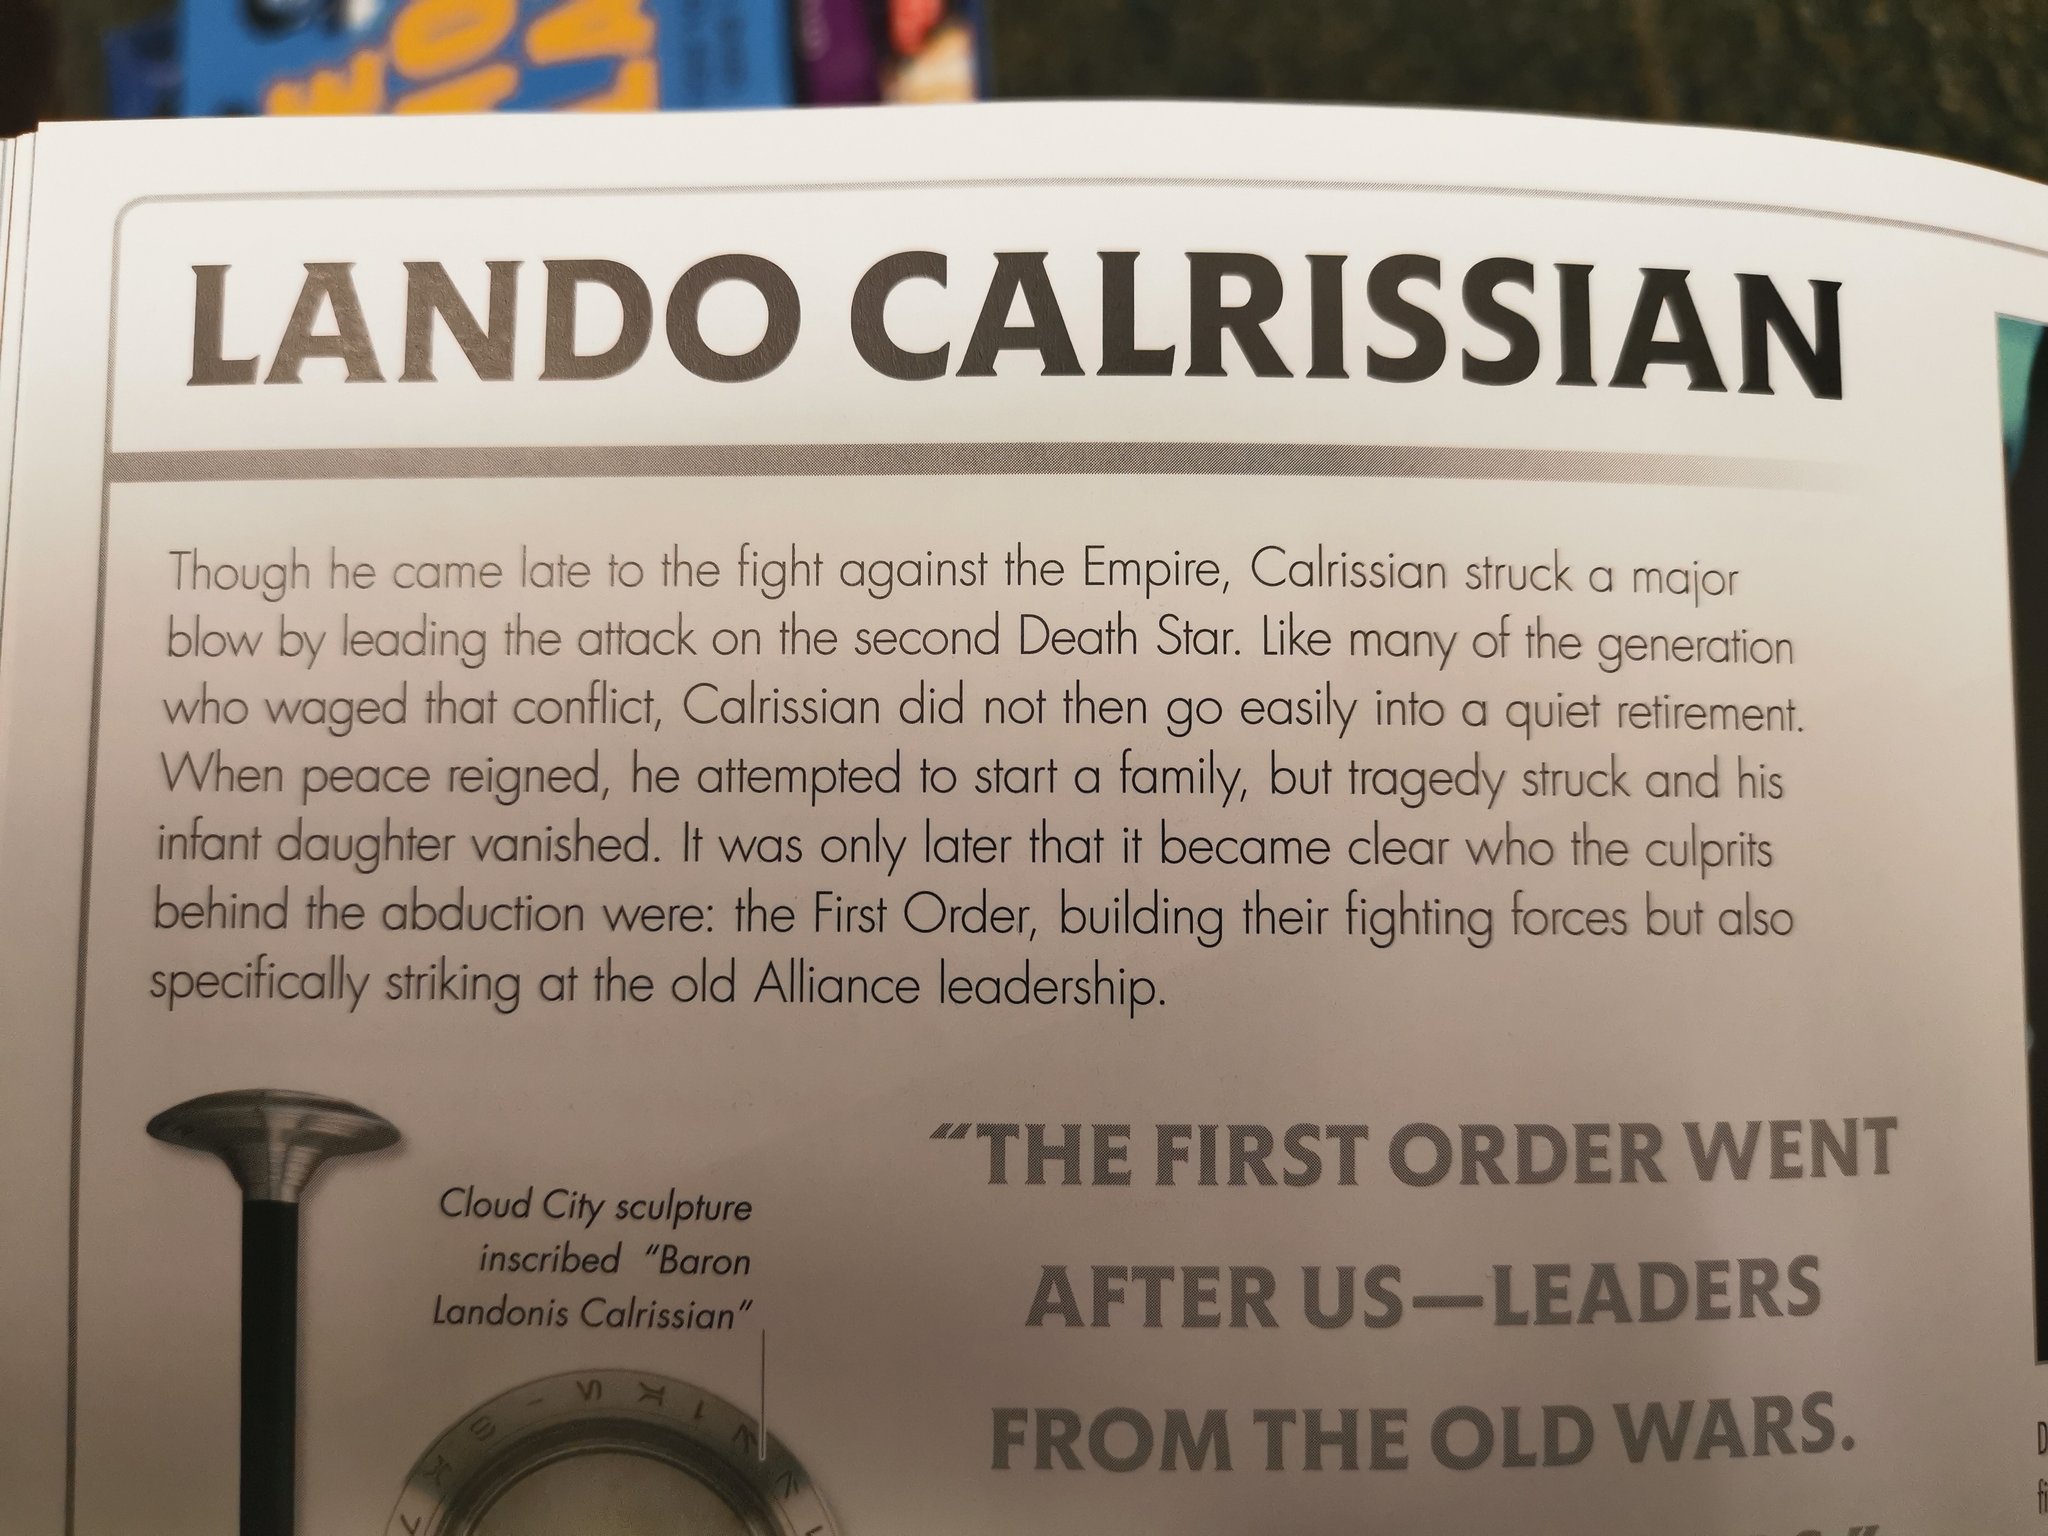 LANDO CALRISSIAN
Though he came late to the fight against the Empire, Calrissian struck a major
blow by leading the attack on the second Death Star. Like many of the generation
who waged that conflict, Calrissian did not then go easily into a quiet retirement.
When peace reigned, he attempted to start a family, but tragedy struck and his
infant daughter vanished. It was only later that it became clear who the culprits
behind the abduction were: the First Order, building their fighting forces but also
specifically striking at the old Alliance leadership.
Cloud City sculpture
inscribed “Baron
Landonis Calrissian”
“THE FIRST ORDER WENT
AFTER US—LEADERS
FROM THE OLD WARS.